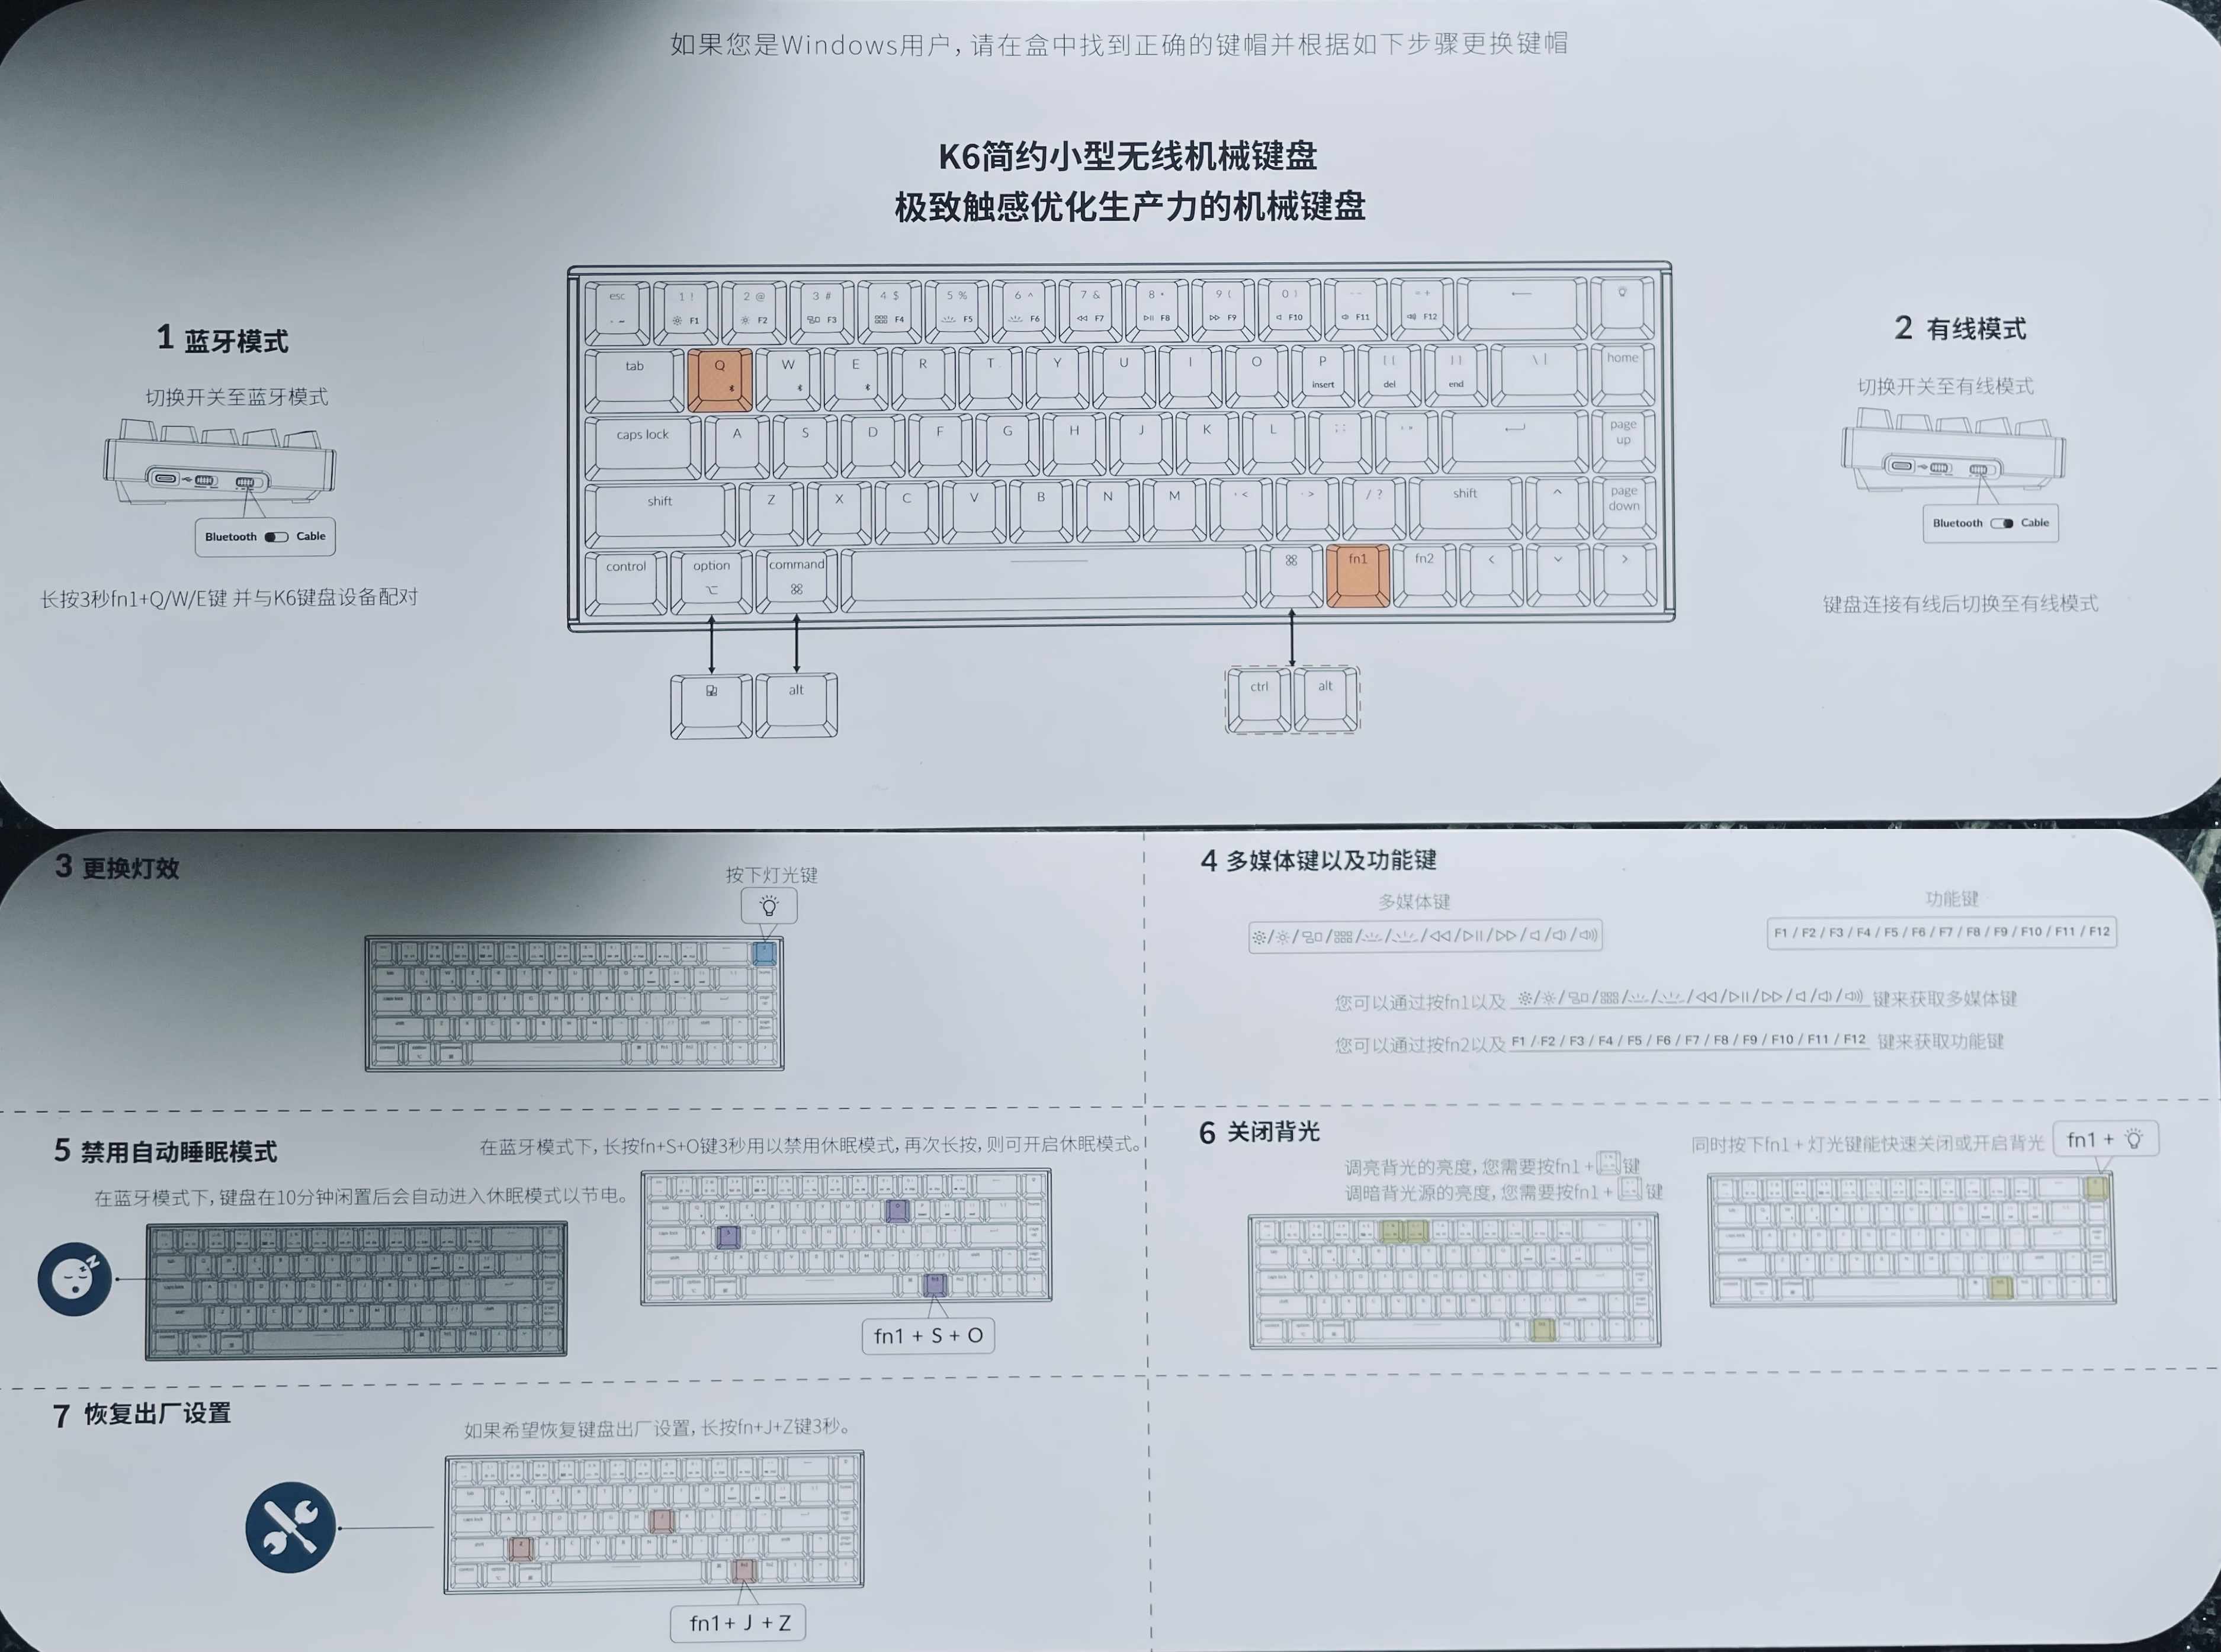 如果您是Windows用户，请在盒中找到正确的键帽并根据如下步骤更换键帽
K6简约小型无线机械键盘
极致触感优化生产力的机械键盘
1 蓝牙模式
切换开关至蓝牙模式
Bluetooth Cable
长按3秒fn1+Q/W/E键 并与K6键盘设备配对
esc 1 ! 2 @ 3 # 4 $ 5 % 6 ^ 7 & 8 * 9 ( 0 )
F1 F2 F3 F4 F5 F6 F7 F8 F9 F10 F11 F12
tab Q W E R T Y U I O P [ { ] } \ | home
insert del end
caps lock A S D F G H J K L page up
shift Z X C V B N M / ? shift page down
control option command fn1 fn2
alt
ctrl alt
2 有线模式
切换开关至有线模式
Bluetooth Cable
键盘连接有线后切换至有线模式
3 更换灯效
按下灯光键
4 多媒体键以及功能键
多媒体键
功能键
F1 / F2 / F3 / F4 / F5 / F6 / F7 / F8 / F9 / F10 / F11 / F12
您可以通过按fn1以及 键来获取多媒体键
您可以通过按fn2以及 F1 / F2 / F3 / F4 / F5 / F6 / F7 / F8 / F9 / F10 / F11 / F12 键来获取功能键
5 禁用自动睡眠模式
在蓝牙模式下，长按fn+S+O键3秒用以禁用休眠模式，再次长按，则可开启休眠模式。
在蓝牙模式下，键盘在10分钟闲置后会自动进入休眠模式以节电。
fn1 + S + O
6 关闭背光
同时按下fn1 + 灯光键能快速关闭或开启背光
fn1 +
调亮背光的亮度，您需要按fn1 + 键
调暗背光源的亮度，您需要按fn1 + 键
7 恢复出厂设置
如果希望恢复键盘出厂设置，长按fn+J+Z键3秒。
fn1 + J + Z